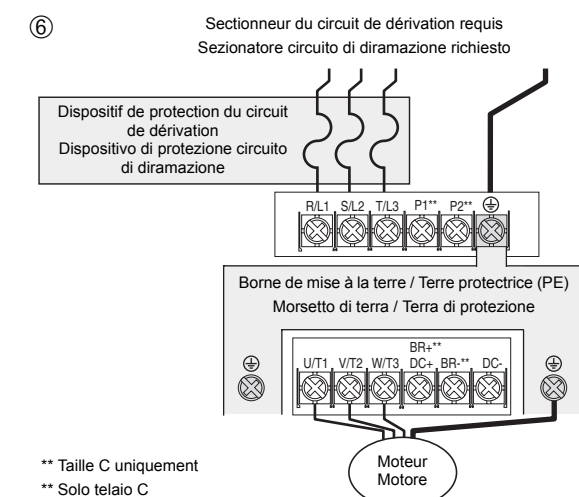 ⑥
Sectionneur du circuit de dérivation requis
Sezionatore circuito di diramazione richiesto
Dispositif de protection du circuit
de dérivation
Dispositivo di protezione circuito
di diramazione
R/L1 S/L2 T/L3 P1** P2**
Borne de mise à la terre / Terre protectrice (PE)
Morsetto di terra / Terra di protezione
BR+**
U/T1 V/T2 W/T3 DC+ BR-** DC-
Moteur
Motore
** Taille C uniquement
** Solo telaio C